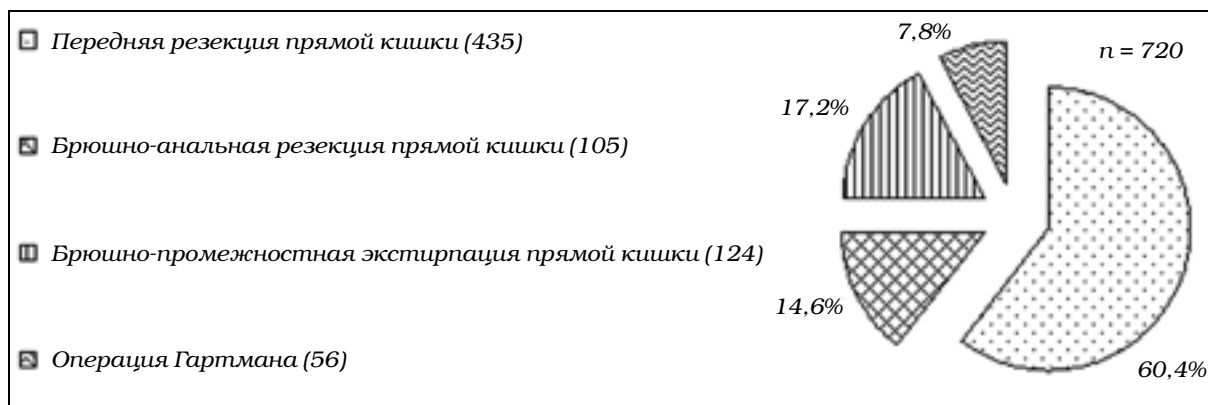 Передняя резекция прямой кишки (435)
Брюшно-анальная резекция прямой кишки (105)
Брюшно-промежностная экстирпация прямой кишки (124)
Операция Гартмана (56)
7,8%
n = 720
17,2%
14,6%
60,4%